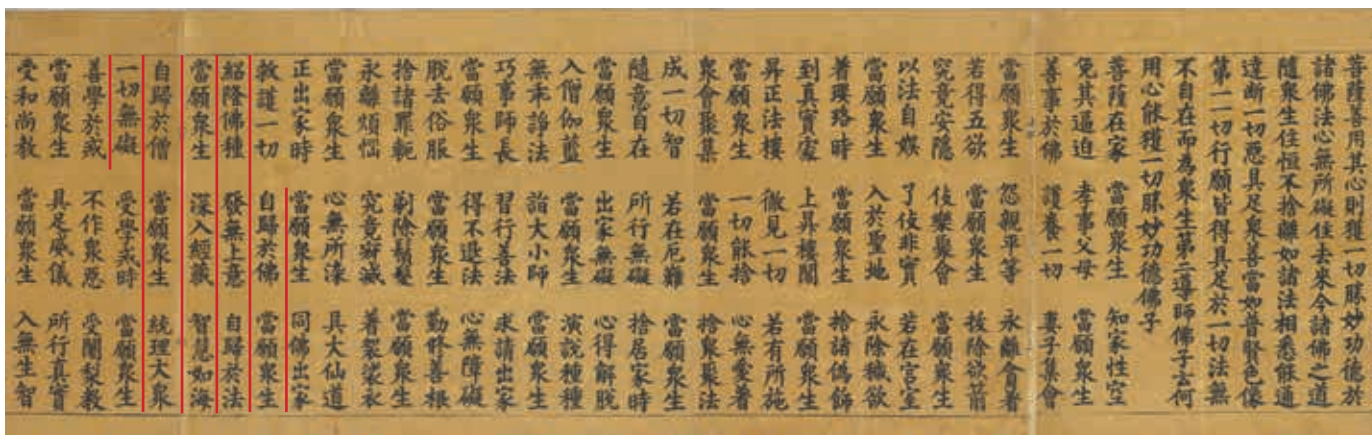 菩薩善用其心則獲一切勝妙功德於
諸佛法心無所礙住去來今諸佛之道
隨衆生住恒不捨離如諸法相悉能通
達斷一切惡具足衆善當如普賢色像
第一一切行願皆得具足於一切法無
不自在而為衆生第二導師佛子云何
用心能獲一切勝妙功德佛子
菩薩在家 當願衆生 知家性空
免其逼迫 孝事父母 當願衆生
善事於佛 護養一切 妻子集會
當願衆生 怨親平等 永離貪著
若得五欲 當願衆生 拔除欲箭
究竟安隱 伎樂聚會 當願衆生
以法自娛 了伎非實 若在宮室
當願衆生 入於聖地 永除穢欲
著瓔珞時 當願衆生 捨諸偽飾
到真實處 上昇樓閣 當願衆生
昇正法樓 徹見一切 若有所施
當願衆生 一切能捨 心無愛著
衆會聚集 當願衆生 捨衆聚法
成一切智 若在厄難 當願衆生
隨意自在 所行無礙 捨居家時
當願衆生 出家無礙 心得解脫
入僧伽藍 當願衆生 演說種種
無乖諍法 詣大小師 當願衆生
巧事師長 習行善法 求請出家
當願衆生 得不退法 心無障礙
脫去俗服 當願衆生 勤修善根
捨諸罪軛 剃除鬚髮 當願衆生
永離煩惱 究竟寂滅 著袈裟衣
當願衆生 心無所染 具大仙道
正出家時 當願衆生 同佛出家
救護一切 自歸於佛 當願衆生
紹隆佛種 發無上意 自歸於法
當願衆生 深入經藏 智慧如海
自歸於僧 當願衆生 統理大衆
一切無礙 受學戒時 當願衆生
善學於戒 不作衆惡 受闍梨教
當願衆生 具足威儀 所行真實
受和尚教 當願衆生 入無生智